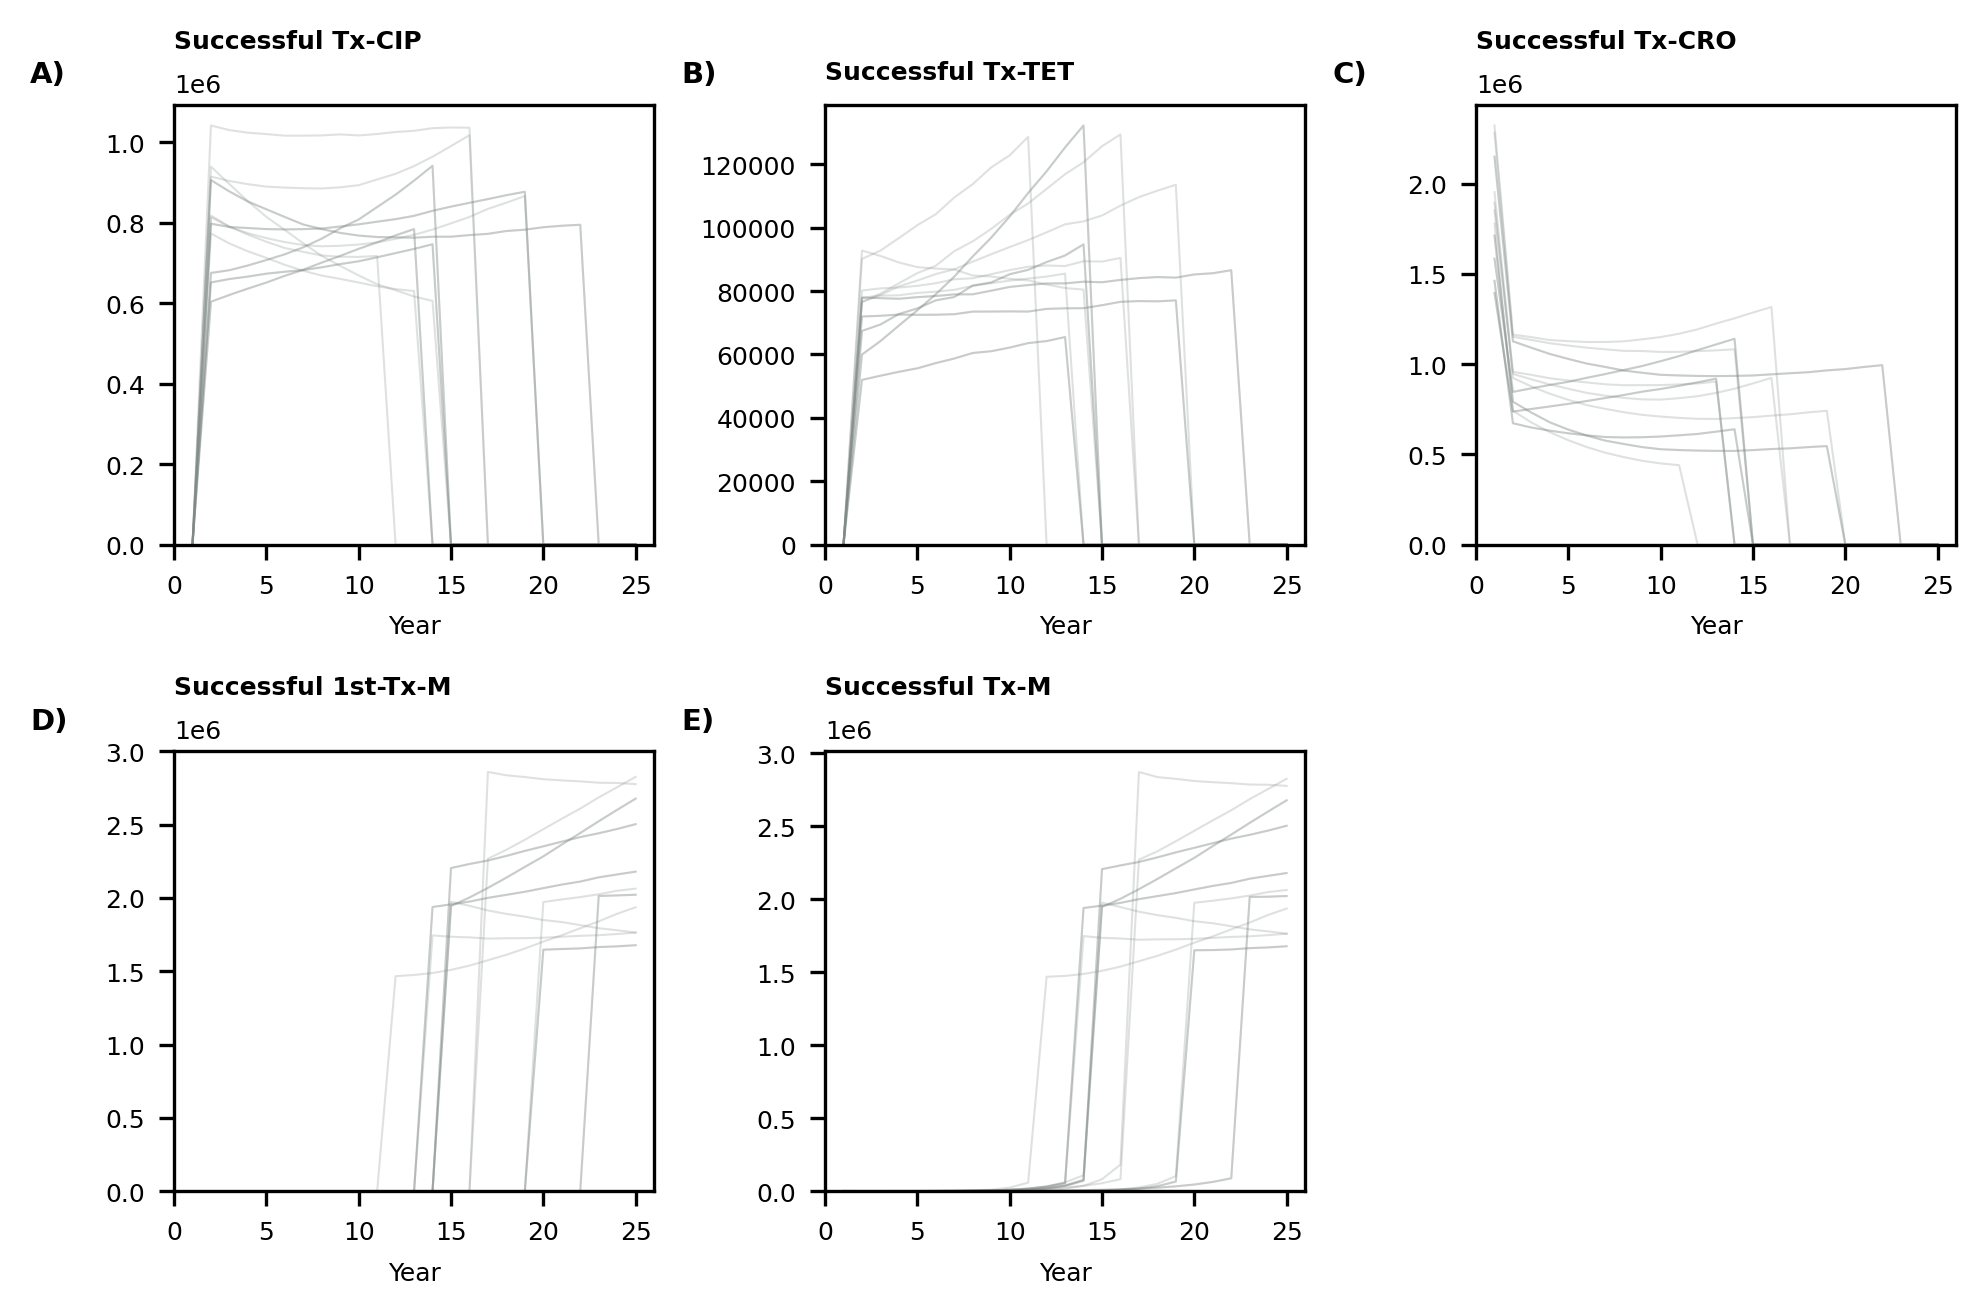 A)
Successful Tx-CIP
1e6
1.0
0.8
0.6
0.4
0.2
0.0
0 5 10 15 20 25
Year
B)
Successful Tx-TET
120000
100000
80000
60000
40000
20000
0
0 5 10 15 20 25
Year
C)
Successful Tx-CRO
1e6
2.0
1.5
1.0
0.5
0.0
0 5 10 15 20 25
Year
D)
Successful 1st-Tx-M
1e6
3.0
2.5
2.0
1.5
1.0
0.5
0.0
0 5 10 15 20 25
Year
E)
Successful Tx-M
1e6
3.0
2.5
2.0
1.5
1.0
0.5
0.0
0 5 10 15 20 25
Year